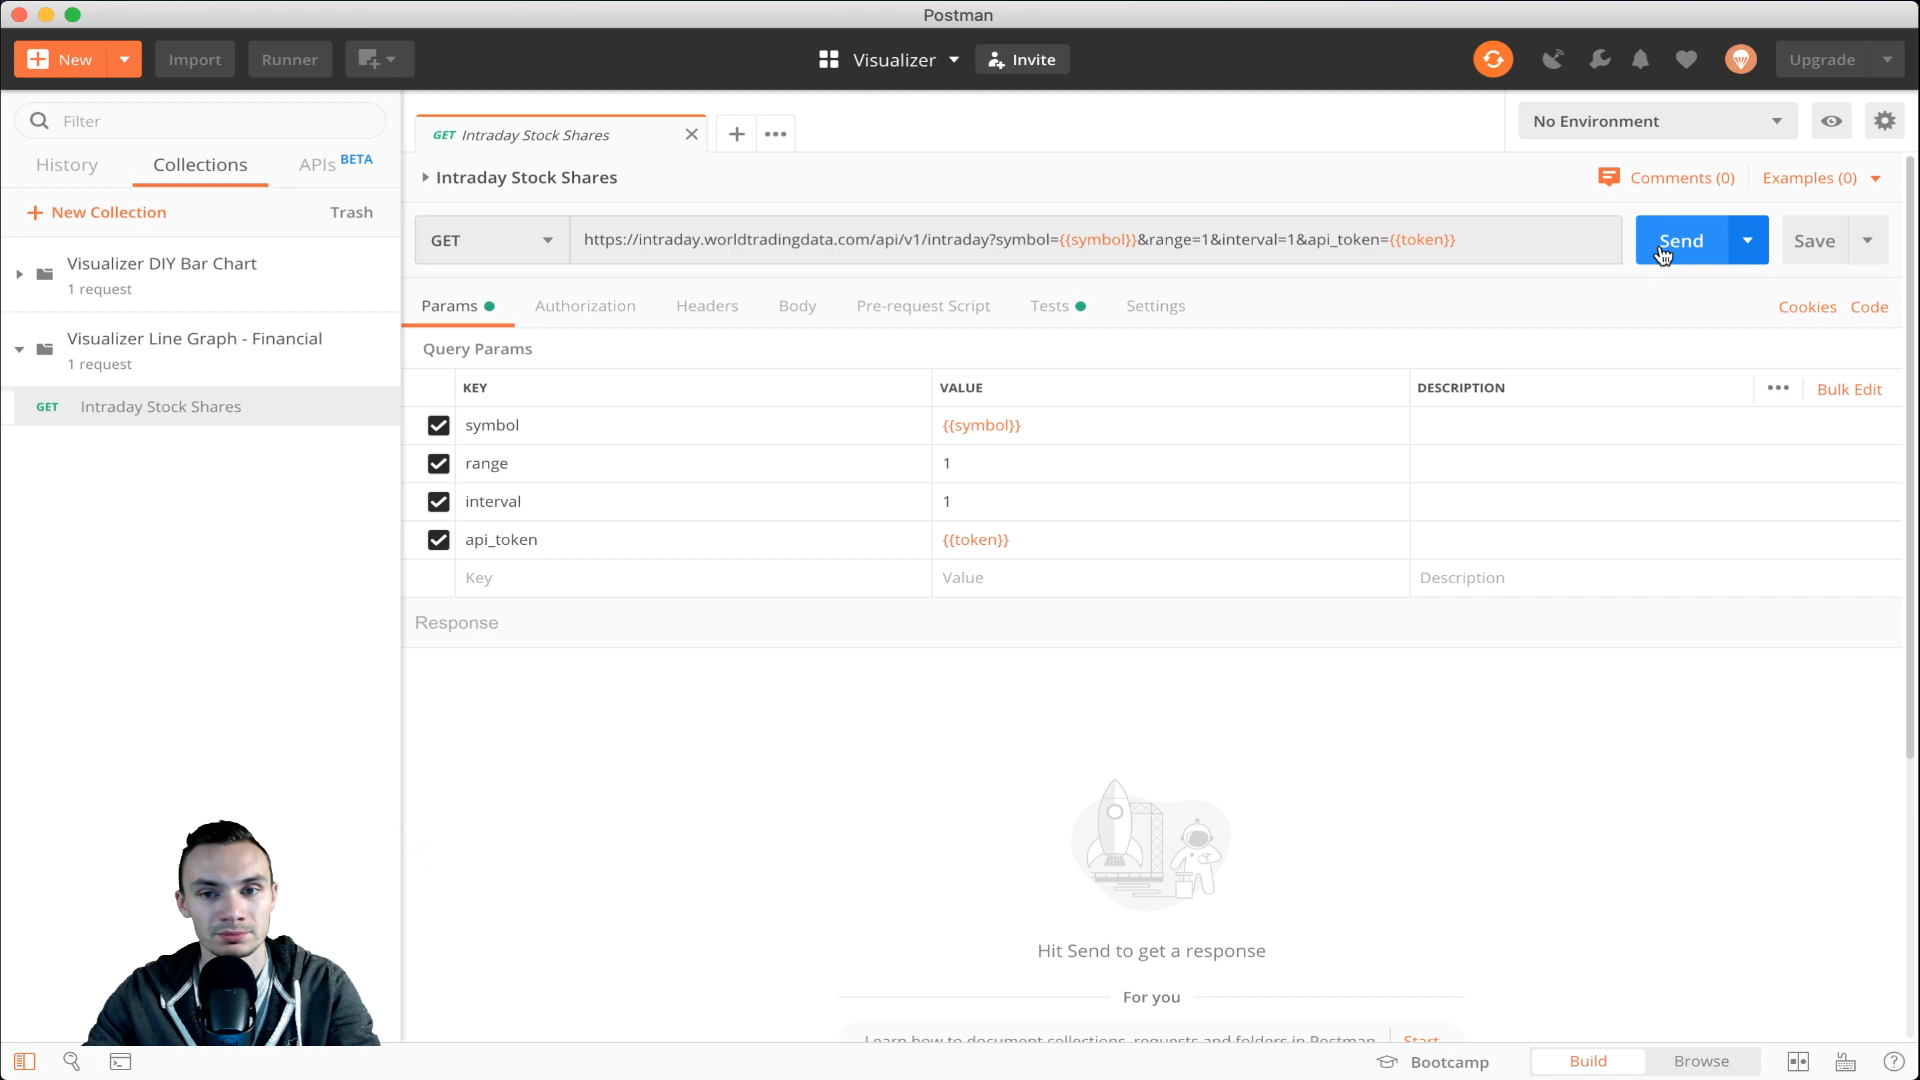 Postman
New
Import
Runner
Visualizer
Invite
Upgrade
Filter
History
Collections
APIs BETA
New Collection
Trash
Visualizer DIY Bar Chart
1 request
Visualizer Line Graph - Financial
1 request
GET Intraday Stock Shares
GET Intraday Stock Shares
No Environment
Intraday Stock Shares
Comments (0)
Examples (0)
GET
https://intraday.worldtradingdata.com/api/v1/intraday?symbol={{symbol}}&range=1&interval=1&api_token={{token}}
Send
Save
Params
Authorization
Headers
Body
Pre-request Script
Tests
Settings
Cookies
Code
Query Params
KEY
VALUE
DESCRIPTION
Bulk Edit
symbol
{{symbol}}
range
1
interval
1
api_token
{{token}}
Key
Value
Description
Response
Hit Send to get a response
For you
Learn how to document collections, requests and folders in Postman
Start
Bootcamp
Build
Browse